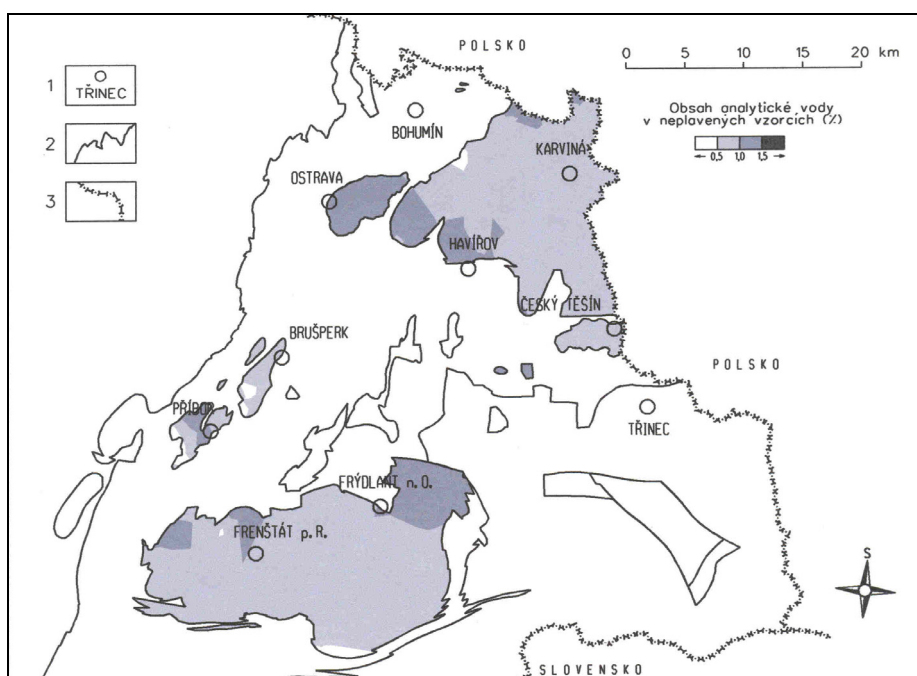 POLSKO
0 5 10 15 20 km
1 TŘINEC
2
3
Obsah analytické vody
v neplavených vzorcích (%)
0,5 1,0 1,5
BOHUMÍN
KARVINÁ
OSTRAVA
HAVÍŘOV
ČESKÝ TĚŠÍN
BRUŠPERK
POLSKO
PŘÍBOR
TŘINEC
FRÝDLANT n. O.
FRENŠTÁT p. R.
S
SLOVENSKO